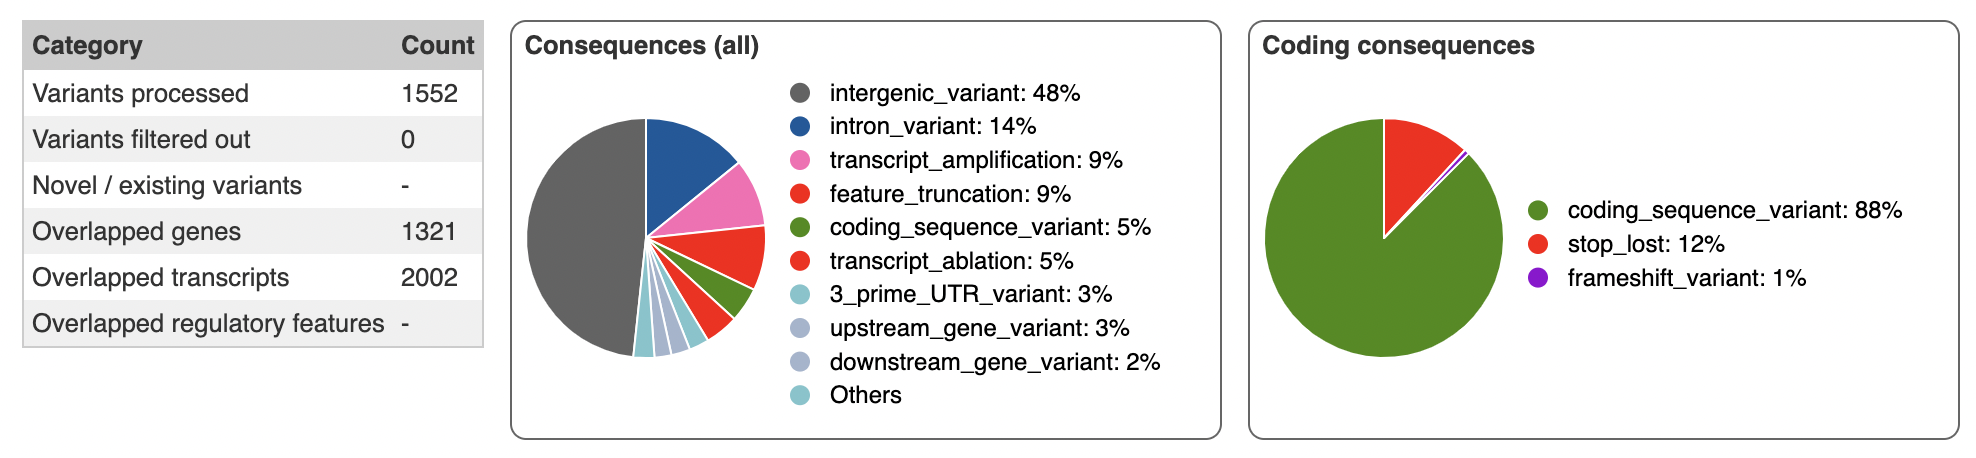 Category Count
Variants processed 1552
Variants filtered out 0
Novel / existing variants -
Overlapped genes 1321
Overlapped transcripts 2002
Overlapped regulatory features -
Consequences (all)
intergenic_variant: 48%
intron_variant: 14%
transcript_amplification: 9%
feature_truncation: 9%
coding_sequence_variant: 5%
transcript_ablation: 5%
3_prime_UTR_variant: 3%
upstream_gene_variant: 3%
downstream_gene_variant: 2%
Others
Coding consequences
coding_sequence_variant: 88%
stop_lost: 12%
frameshift_variant: 1%